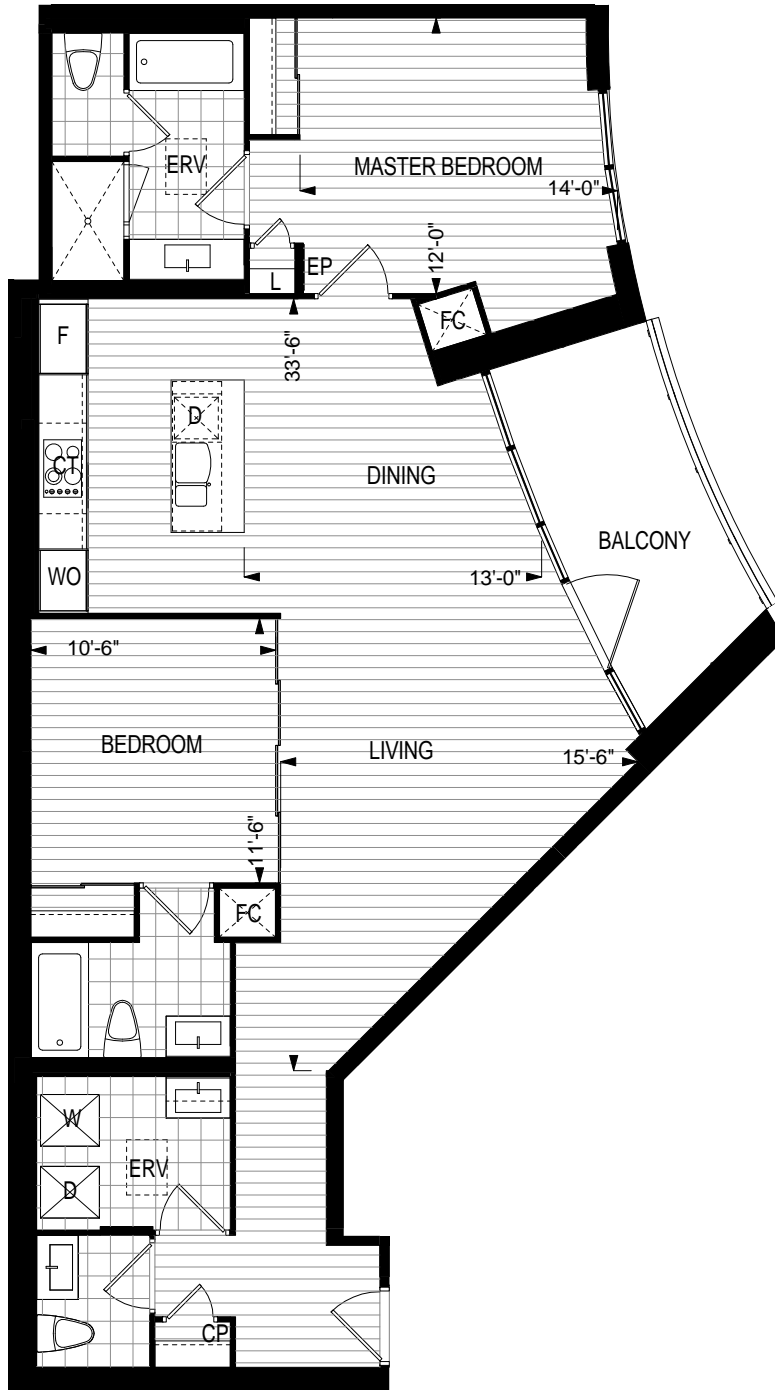 ERV
MASTER BEDROOM
14'-0"
12'-0"
EP
L
FC
F
33'-6"
D
CT
DINING
BALCONY
WO
13'-0"
10'-6"
BEDROOM
LIVING
15'-6"
11'-6"
FC
W
ERV
D
CP